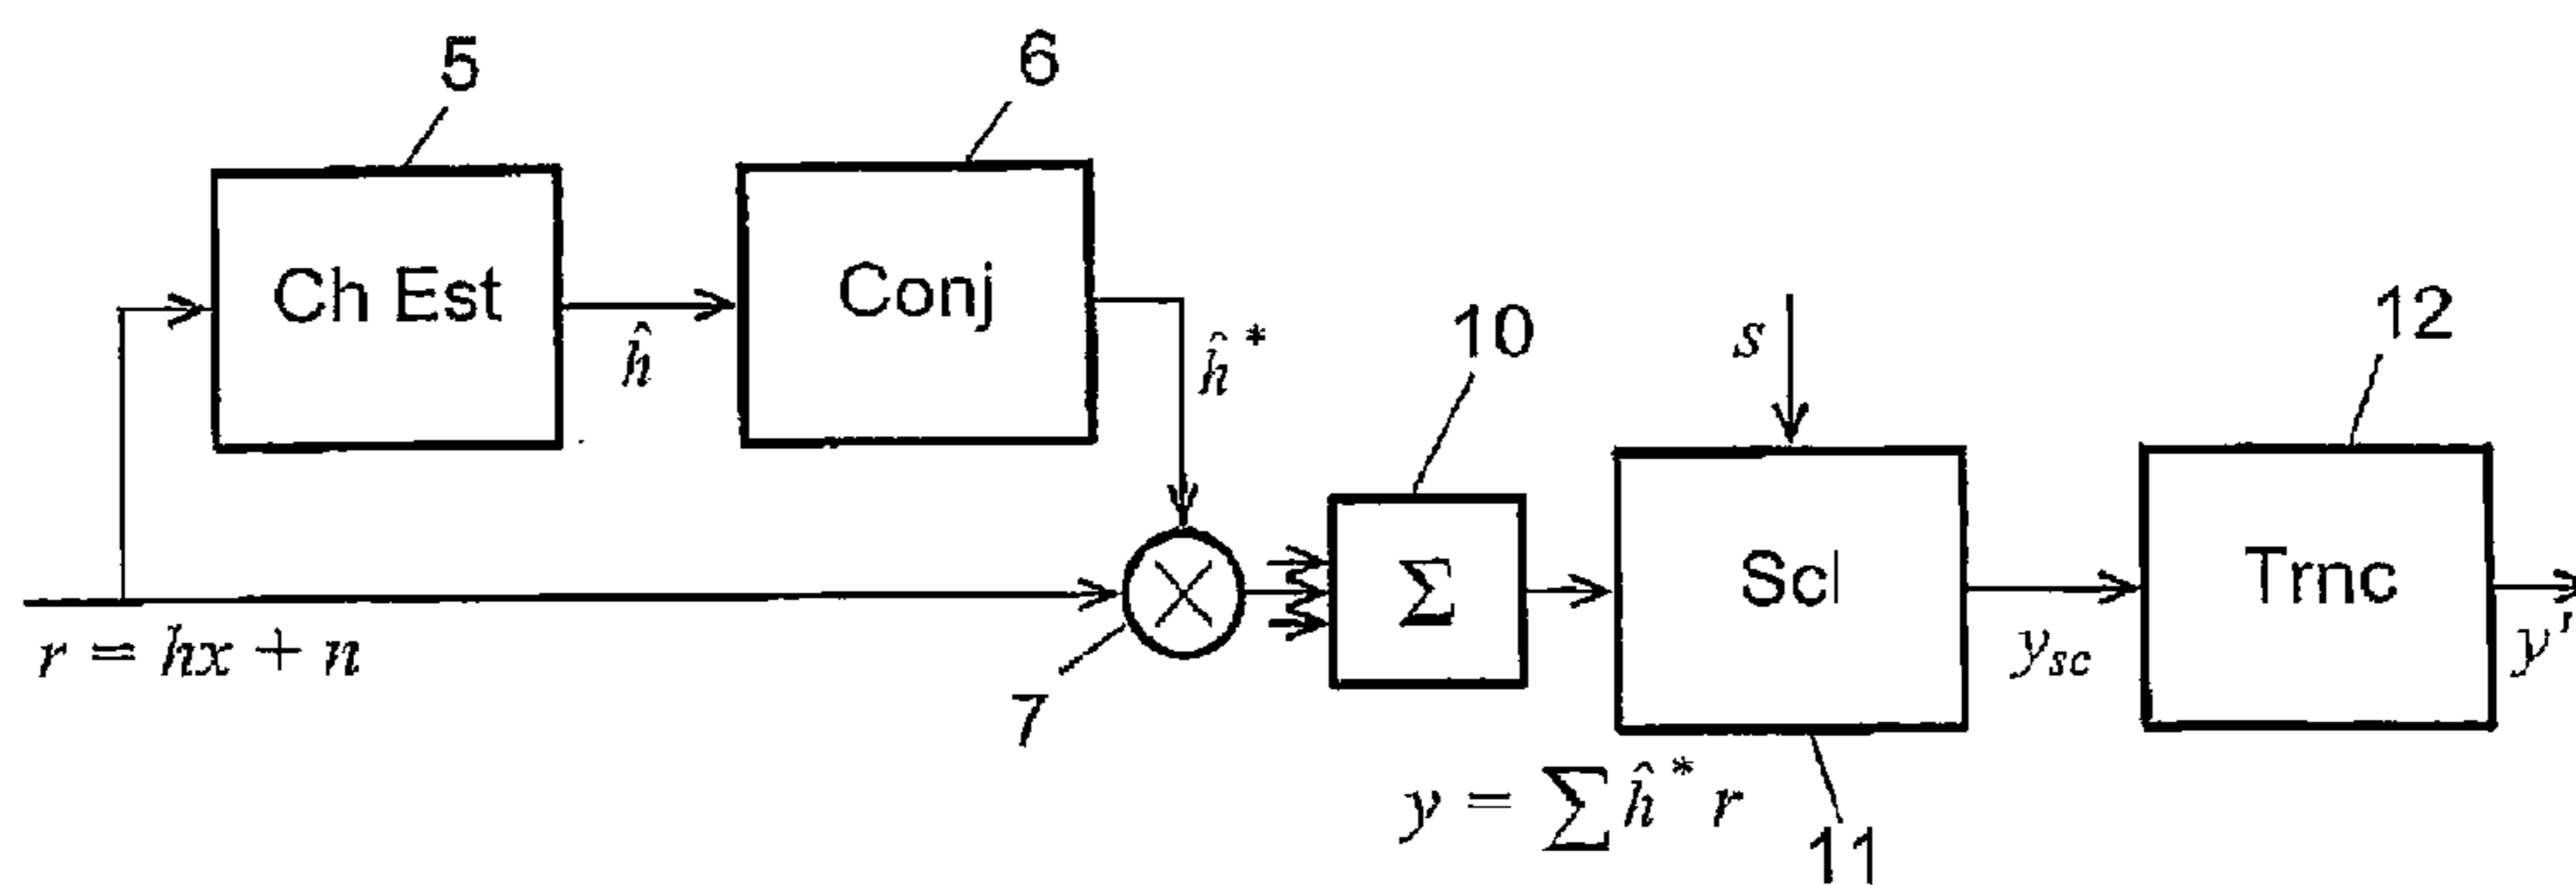 5
6
Ch Est
Conj
ĥ
ĥ*
10
s
12
Σ
Scl
Trnc
r = hx + n
7
y_sc
y'
y = Σ ĥ* r
11